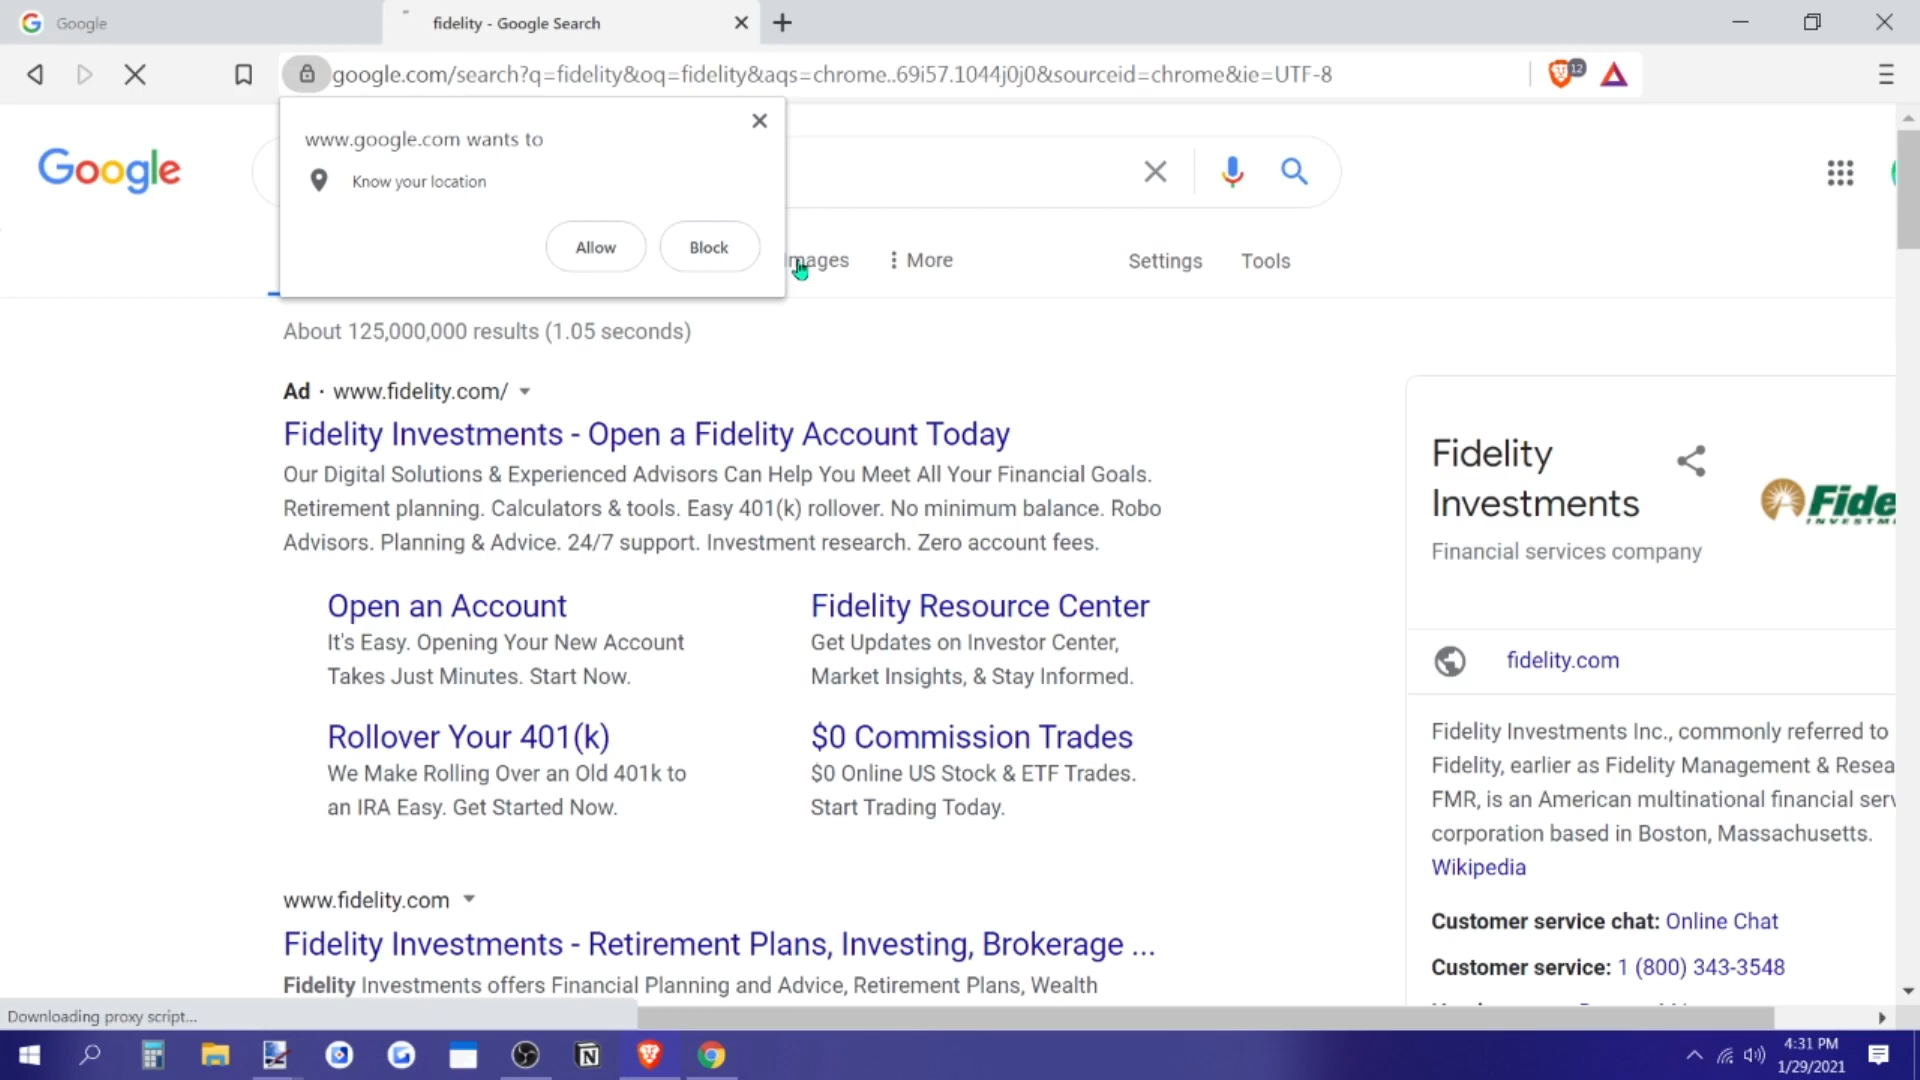 Google
fidelity - Google Search
google.com/search?q=fidelity&oq=fidelity&aqs=chrome..69i57.1044j0j0&sourceid=chrome&ie=UTF-8
12
www.google.com wants to
Know your location
Allow
Block
Google
Images
More
Settings
Tools
About 125,000,000 results (1.05 seconds)
Ad · www.fidelity.com/
Fidelity Investments - Open a Fidelity Account Today
Our Digital Solutions & Experienced Advisors Can Help You Meet All Your Financial Goals.
Retirement planning. Calculators & tools. Easy 401(k) rollover. No minimum balance. Robo
Advisors. Planning & Advice. 24/7 support. Investment research. Zero account fees.
Open an Account
It's Easy. Opening Your New Account
Takes Just Minutes. Start Now.
Fidelity Resource Center
Get Updates on Investor Center,
Market Insights, & Stay Informed.
Rollover Your 401(k)
We Make Rolling Over an Old 401k to
an IRA Easy. Get Started Now.
$0 Commission Trades
$0 Online US Stock & ETF Trades.
Start Trading Today.
www.fidelity.com
Fidelity Investments - Retirement Plans, Investing, Brokerage ...
Fidelity Investments offers Financial Planning and Advice, Retirement Plans, Wealth
Fidelity
Investments
Financial services company
Fide
INVESTM
fidelity.com
Fidelity Investments Inc., commonly referred to
Fidelity, earlier as Fidelity Management & Resea
FMR, is an American multinational financial serv
corporation based in Boston, Massachusetts.
Wikipedia
Customer service chat: Online Chat
Customer service: 1 (800) 343-3548
Downloading proxy script...
4:31 PM
1/29/2021